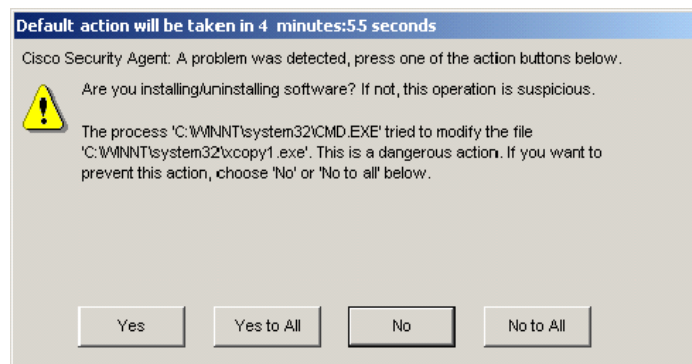 Default action will be taken in 4 minutes:55 seconds
Cisco Security Agent: A problem was detected, press one of the action buttons below.
Are you installing/uninstalling software? If not, this operation is suspicious.
The process 'C:\WINNT\system32\CMD.EXE' tried to modify the file
'C:\WINNT\system32\xcopy1.exe'. This is a dangerous action. If you want to
prevent this action, choose 'No' or 'No to all' below.
Yes
Yes to All
No
No to All